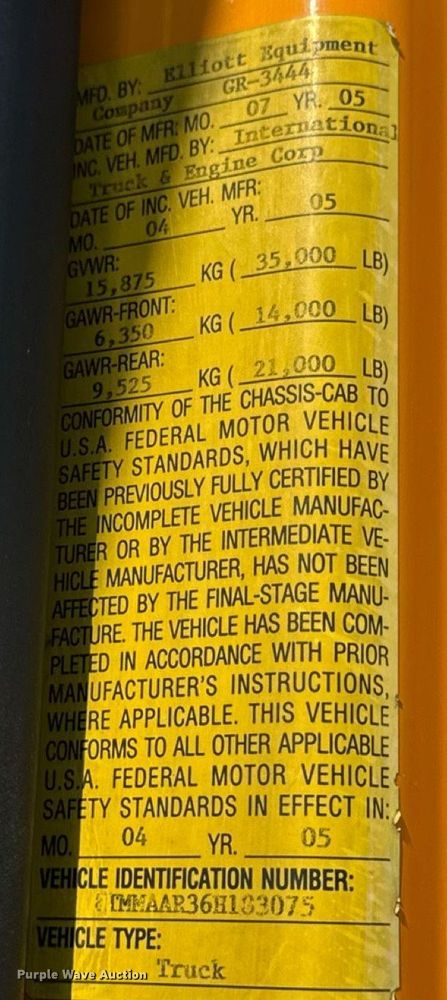 MFD. BY: Elliott Equipment
Company GR-3444
DATE OF MFR: MO. 07 YR. 05
INC. VEH. MFD. BY: International
Truck & Engine Corp
DATE OF INC. VEH. MFR:
MO. 04 YR. 05
GVWR:
15,875 KG ( 35,000 LB)
GAWR-FRONT:
6,350 KG ( 14,000 LB)
GAWR-REAR:
9,525 KG ( 21,000 LB)
CONFORMITY OF THE CHASSIS-CAB TO
U.S.A. FEDERAL MOTOR VEHICLE
SAFETY STANDARDS, WHICH HAVE
BEEN PREVIOUSLY FULLY CERTIFIED BY
THE INCOMPLETE VEHICLE MANUFAC-
TURER OR BY THE INTERMEDIATE VE-
HICLE MANUFACTURER, HAS NOT BEEN
AFFECTED BY THE FINAL-STAGE MANU-
FACTURE. THE VEHICLE HAS BEEN COM-
PLETED IN ACCORDANCE WITH PRIOR
MANUFACTURER'S INSTRUCTIONS,
WHERE APPLICABLE. THIS VEHICLE
CONFORMS TO ALL OTHER APPLICABLE
U.S.A. FEDERAL MOTOR VEHICLE
SAFETY STANDARDS IN EFFECT IN:
MO. 04 YR. 05
VEHICLE IDENTIFICATION NUMBER:
VEHICLE TYPE:
Truck
Purple Wave Auction